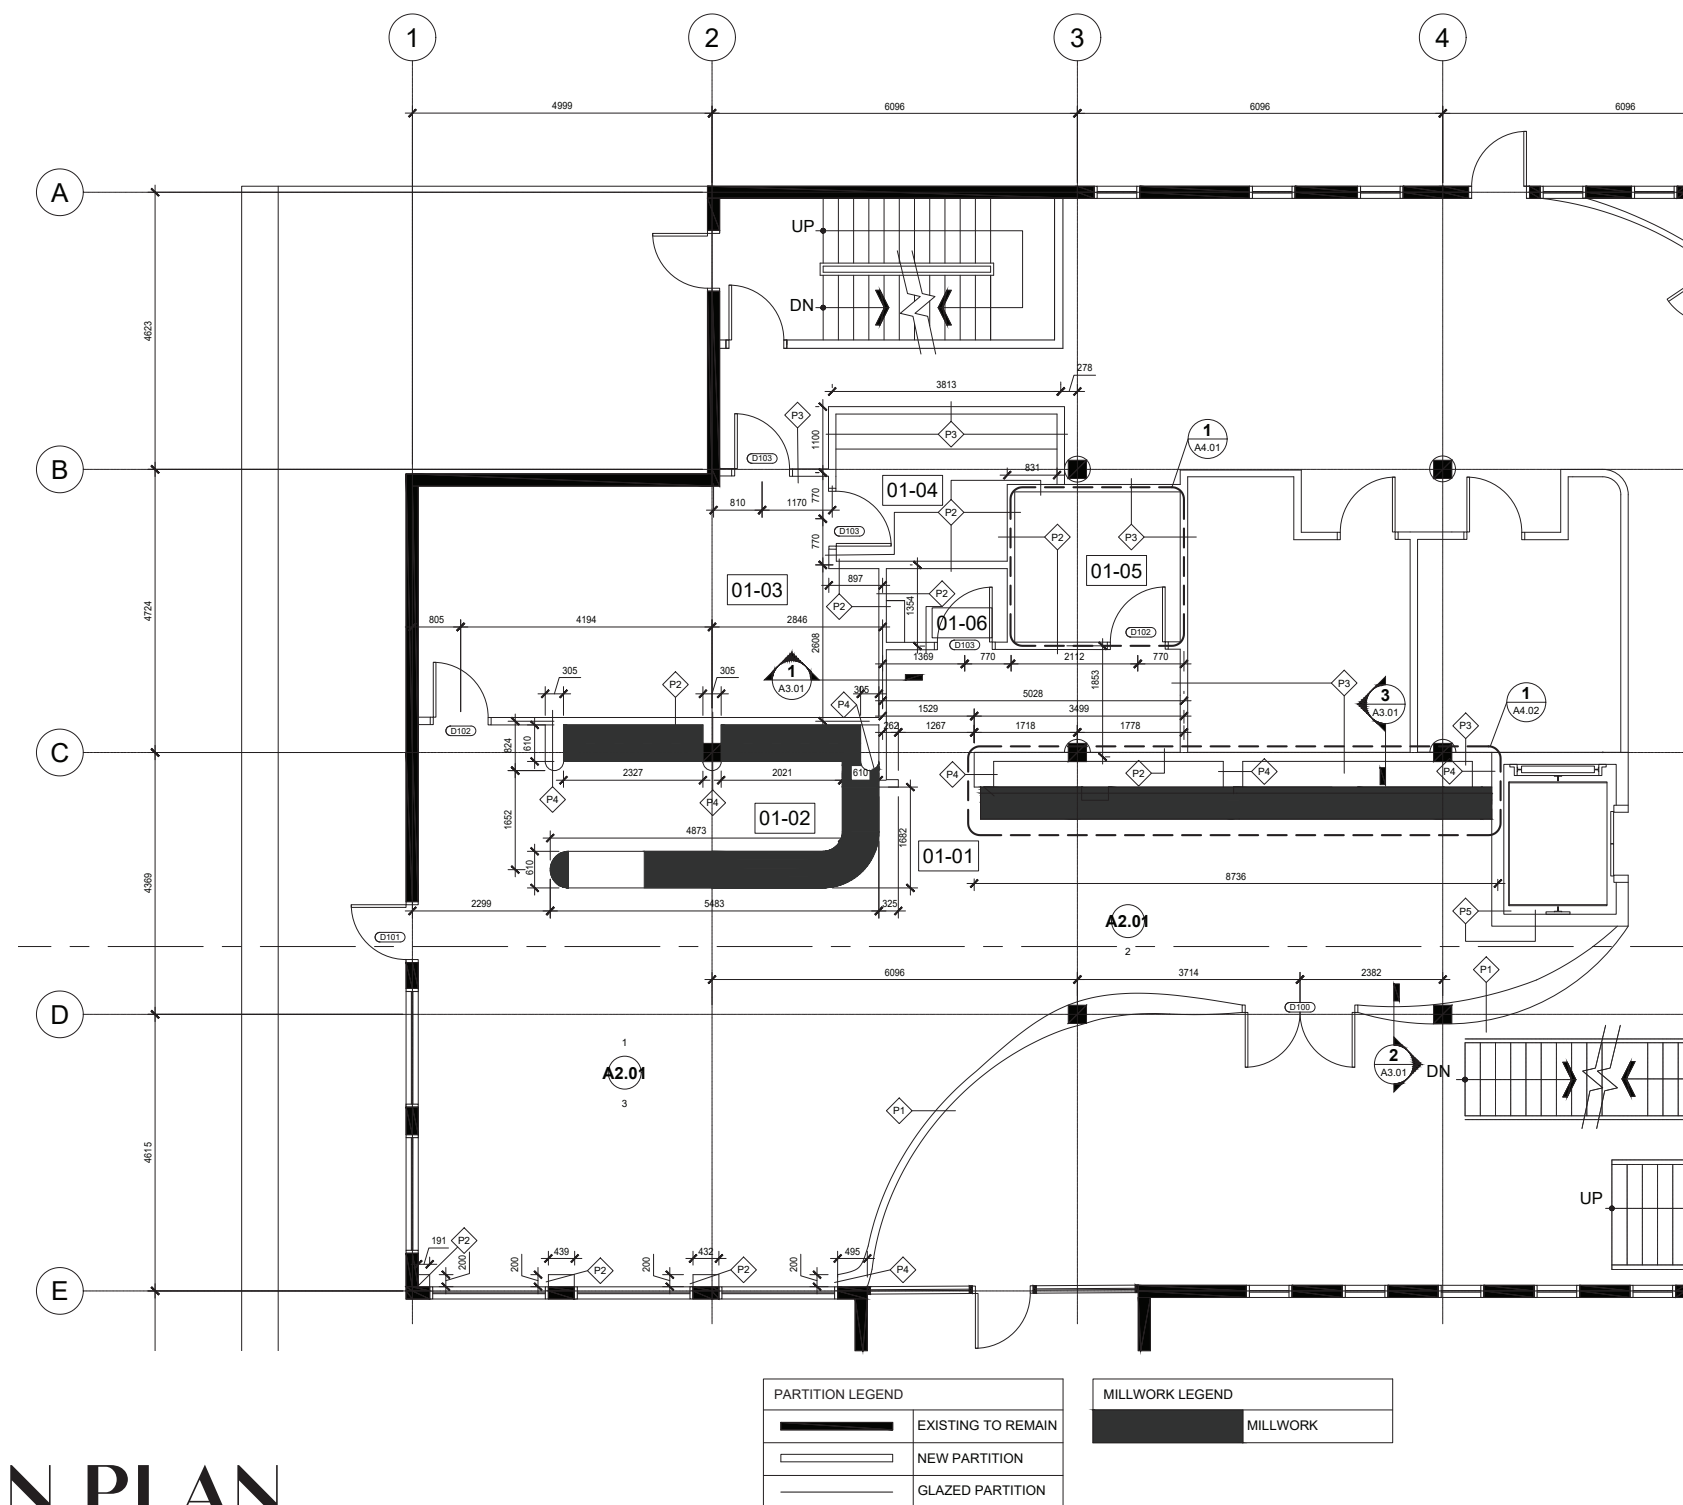 1 2 3 4
4999 6096 6096 6096
A
UP
DN
4623
278
3813
P3
1100
P3
1
A4.01
B
D103
831
01-04
810 1170
770
P2
D103
770
P2 P3
01-05
01-03
897
1354
P2
P2
01-06
D102
4724
805 4194 2846
2608
D103
1369 770 2112 770
305 P2 305
1
A3.01
305
1853
P3
5028
3
A3.01
1
A4.02
P4
1529 3499
262 1267 1718 1778
P3
D102
824
610
C
2327 2021 610
P4 P2 P4 P4
P4 P4
01-02
1652
4873
1682
01-01
610
4369
8736
2299 5483 325
P5
A2.01
2
D101
6096 3714 2382
P1
D
D100
1
A2.01
3
2
A3.01
DN
P1
4615
UP
191 P2
200
439
200
P2
432
200
P2
495
200
P4
E
PARTITION LEGEND
EXISTING TO REMAIN
NEW PARTITION
GLAZED PARTITION
MILLWORK LEGEND
MILLWORK
N PLAN